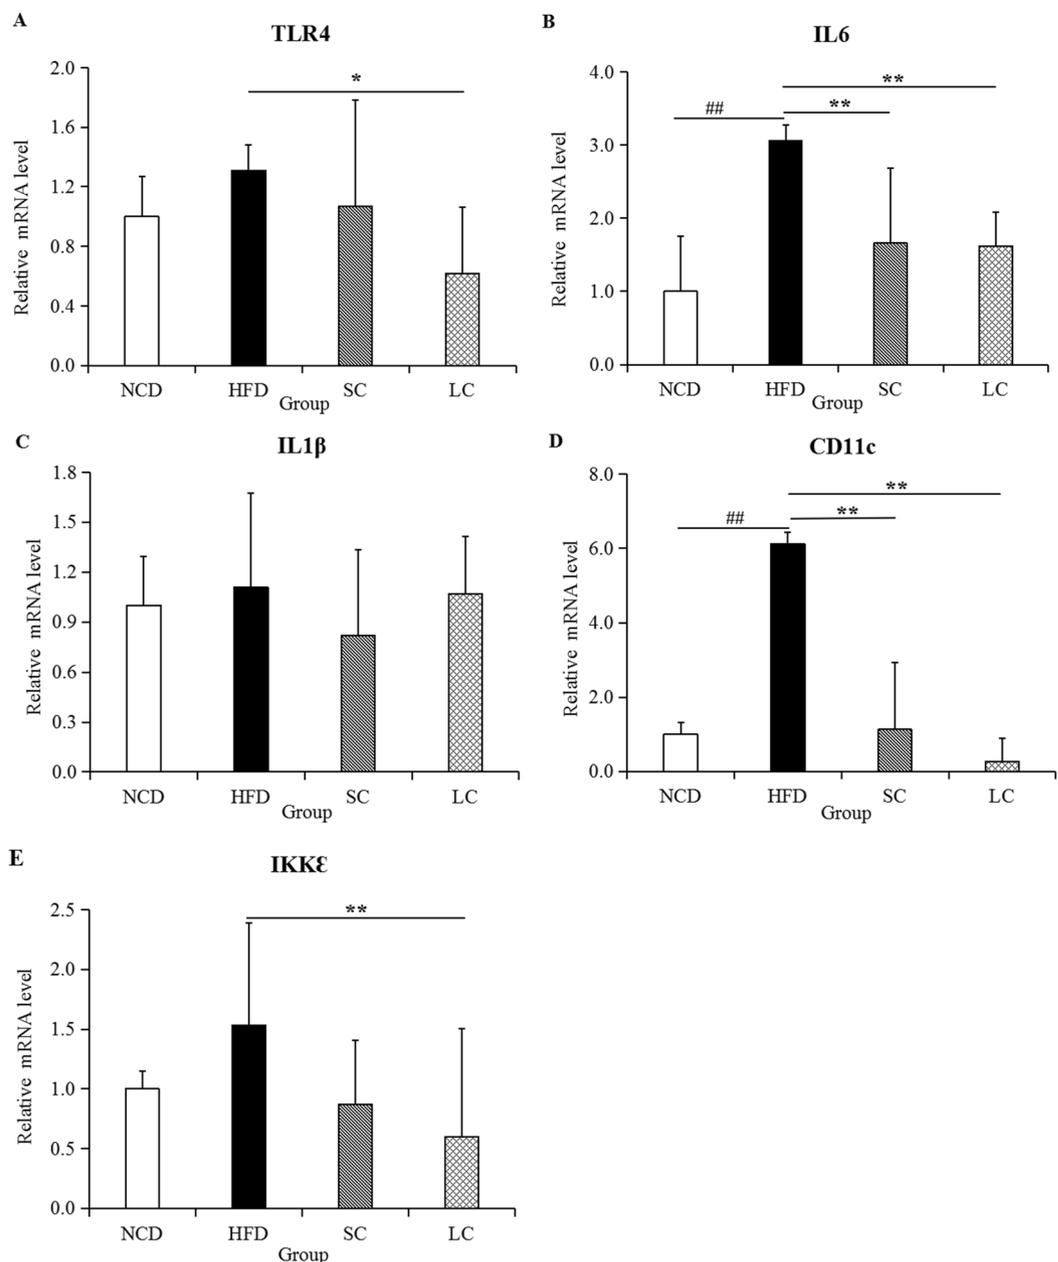 A
TLR4
Relative mRNA level
2.0
1.6
1.2
0.8
0.4
0.0
*
NCD HFD SC LC
Group
B
IL6
Relative mRNA level
4.0
3.0
2.0
1.0
0.0
**
**
##
NCD HFD SC LC
Group
C
IL1β
Relative mRNA level
1.8
1.5
1.2
0.9
0.6
0.3
0.0
NCD HFD SC LC
Group
D
CD11c
Relative mRNA level
8.0
6.0
4.0
2.0
0.0
**
**
##
NCD HFD SC LC
Group
E
IKKƐ
Relative mRNA level
2.5
2.0
1.5
1.0
0.5
0.0
**
NCD HFD SC LC
Group